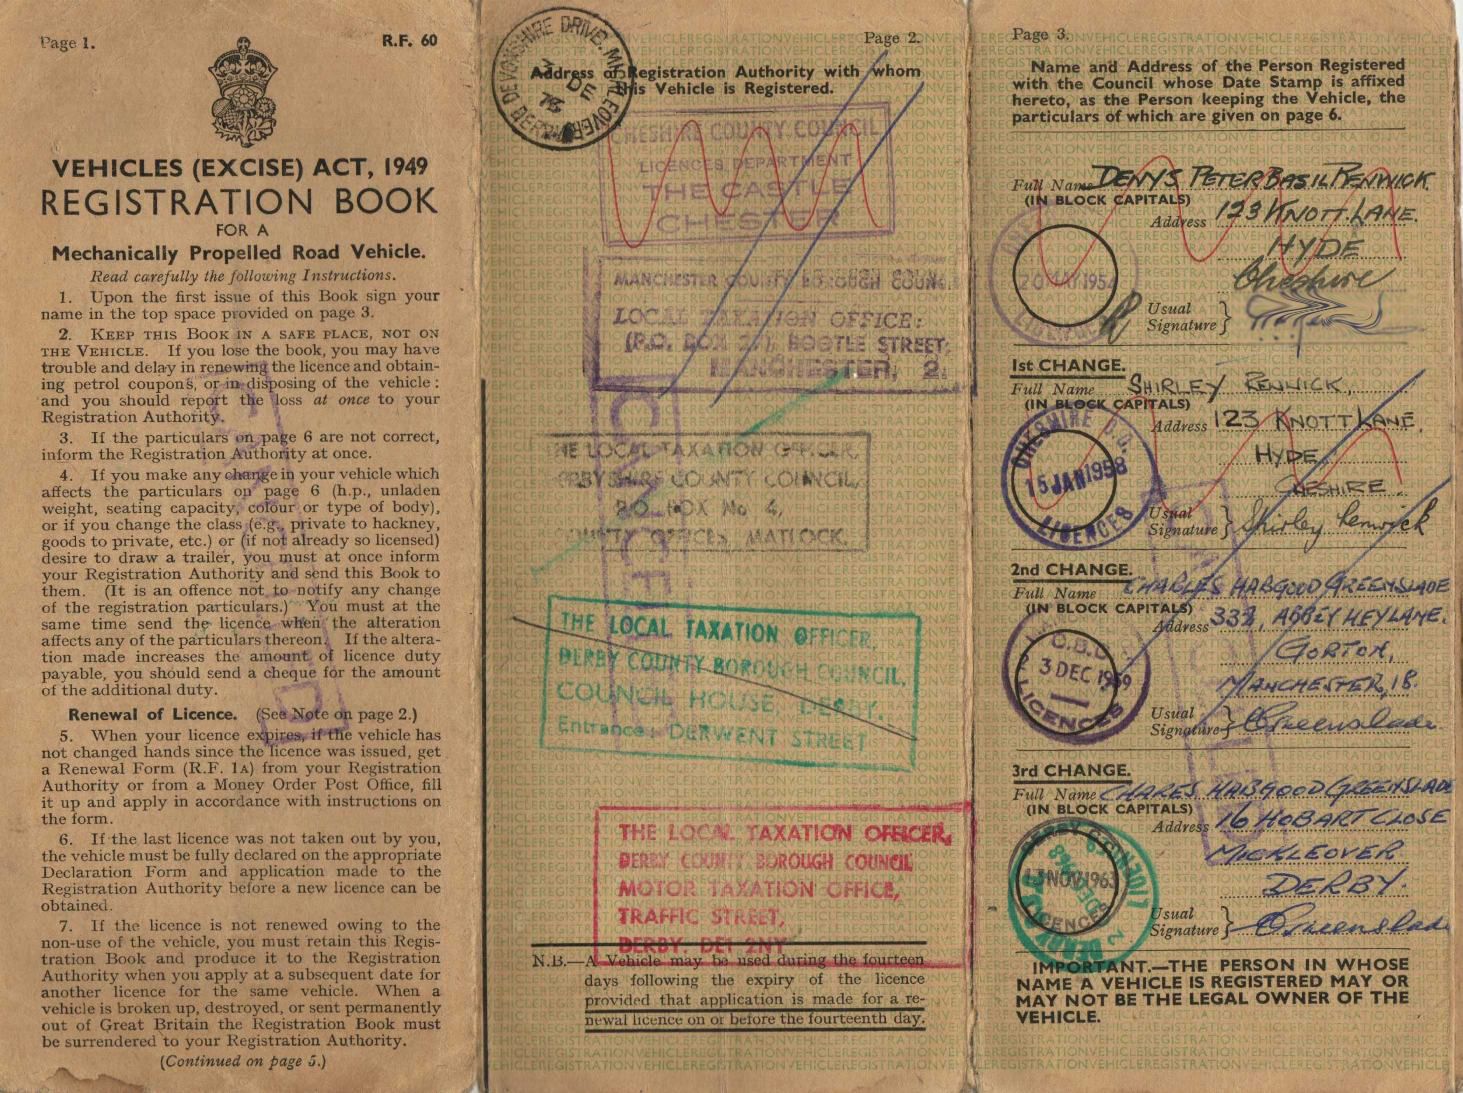 Page 1.
R.F. 60
VEHICLES (EXCISE) ACT, 1949
REGISTRATION BOOK
FOR A
Mechanically Propelled Road Vehicle.
Read carefully the following Instructions.
1. Upon the first issue of this Book sign your
name in the top space provided on page 3.
2. KEEP THIS BOOK IN A SAFE PLACE, NOT ON
THE VEHICLE. If you lose the book, you may have
trouble and delay in renewing the licence and obtain-
ing petrol coupons, or in disposing of the vehicle:
and you should report the loss at once to your
Registration Authority.
3. If the particulars on page 6 are not correct,
inform the Registration Authority at once.
4. If you make any change in your vehicle which
affects the particulars on page 6 (h.p., unladen
weight, seating capacity, colour or type of body),
or if you change the class (e.g., private to hackney,
goods to private, etc.) or (if not already so licensed)
desire to draw a trailer, you must at once inform
your Registration Authority and send this Book to
them. (It is an offence not to notify any change
of the registration particulars.) You must at the
same time send the licence when the alteration
affects any of the particulars thereon. If the altera-
tion made increases the amount of licence duty
payable, you should send a cheque for the amount
of the additional duty.
Renewal of Licence. (See Note on page 2.)
5. When your licence expires, if the vehicle has
not changed hands since the licence was issued, get
a Renewal Form (R.F. 1A) from your Registration
Authority or from a Money Order Post Office, fill
it up and apply in accordance with instructions on
the form.
6. If the last licence was not taken out by you,
the vehicle must be fully declared on the appropriate
Declaration Form and application made to the
Registration Authority before a new licence can be
obtained.
7. If the licence is not renewed owing to the
non-use of the vehicle, you must retain this Regis-
tration Book and produce it to the Registration
Authority when you apply at a subsequent date for
another licence for the same vehicle. When a
vehicle is broken up, destroyed, or sent permanently
out of Great Britain the Registration Book must
be surrendered to your Registration Authority.
(Continued on page 5.)
CANCELLED
Page 2.
DEVONSHIRE DRIVE, MICKLEOVER
DERBY
DE
73
Address of Registration Authority with whom
this Vehicle is Registered.
CHESHIRE COUNTY COUNCIL
LICENCES DEPARTMENT
THE CASTLE
CHESTER
MANCHESTER COUNTY BOROUGH COUN
LOCAL TAXATION OFFICE:
(P.O. BOX 27), BOOTLE STREET,
MANCHESTER, 2.
CANCELLED
THE LOCAL TAXATION OFFICER,
DERBYSHIRE COUNTY COUNCIL,
P.O. BOX No 4,
COUNTY OFFICES, MATLOCK.
THE LOCAL TAXATION OFFICER,
DERBY COUNTY BOROUGH COUNCIL,
COUNCIL HOUSE, DERBY.
Entrance: DERWENT STREET
THE LOCAL TAXATION OFFICER,
DERBY COUNTY BOROUGH COUNCIL
MOTOR TAXATION OFFICE,
TRAFFIC STREET,
DERBY. DE1 2NY
N.B.—A Vehicle may be used during the fourteen
days following the expiry of the licence
provided that application is made for a re-
newal licence on or before the fourteenth day.
Page 3.
Name and Address of the Person Registered
with the Council whose Date Stamp is affixed
hereto, as the Person keeping the Vehicle, the
particulars of which are given on page 6.
Full Name DENYS PETER BASIL RENWICK
(IN BLOCK CAPITALS)
Address 123 KNOTT LANE.
HYDE
Cheshire
20 MAY 1954
Usual
Signature
1st CHANGE.
Full Name SHIRLEY RENWICK,
(IN BLOCK CAPITALS)
Address 123 KNOTT LANE,
HYDE,
CHESHIRE.
CHESHIRE C.C.
15 JAN 1958
LICENCES
Usual
Signature Shirley Renwick
2nd CHANGE.
Full Name CHARLES HABGOOD GREENSLADE
(IN BLOCK CAPITALS)
Address 332, ABBEY HEY LANE.
GORTON,
MANCHESTER, 18.
3 DEC 1959
LICENCES
Usual
Signature Greenslade
CANCELLED
3rd CHANGE.
Full Name CHARES HABGOOD GREENSLADE
(IN BLOCK CAPITALS)
Address 16 HOBART CLOSE
MICKLEOVER
DERBY.
13 NOV 1963
LICENCES
Usual
Signature Greenslade
IMPORTANT.—THE PERSON IN WHOSE
NAME A VEHICLE IS REGISTERED MAY OR
MAY NOT BE THE LEGAL OWNER OF THE
VEHICLE.